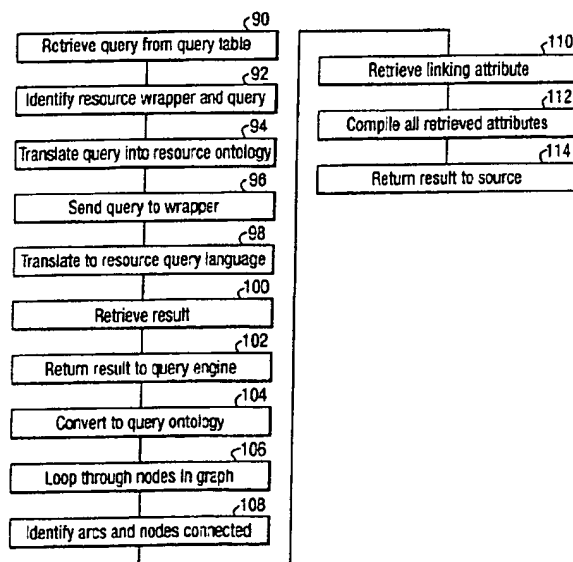 90
Retrieve query from query table
92
Identify resource wrapper and query
94
Translate query into resource ontology
96
Send query to wrapper
98
Translate to resource query language
100
Retrieve result
102
Return result to query engine
104
Convert to query ontology
106
Loop through nodes in graph
108
Identify arcs and nodes connected
110
Retrieve linking attribute
112
Compile all retrieved attributes
114
Return result to source